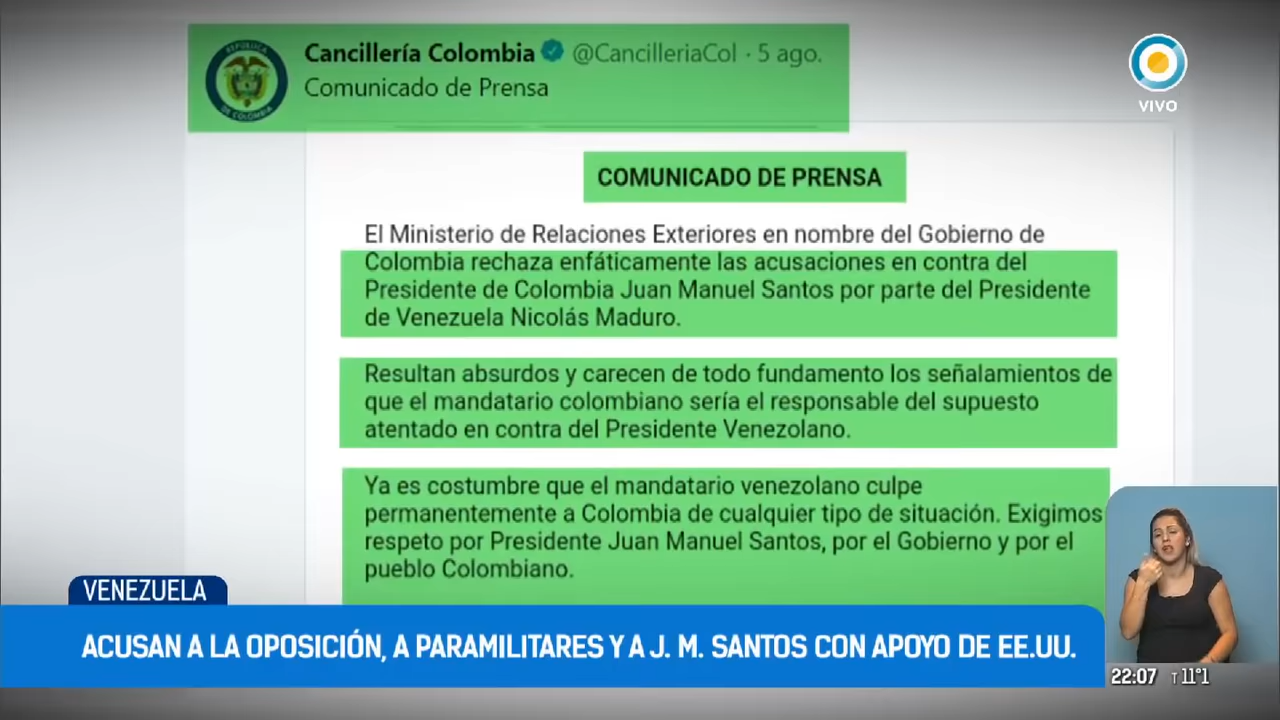 Cancillería Colombia @CancilleriaCol · 5 ago.
Comunicado de Prensa
REPÚBLICA
DE COLOMBIA
VIVO
COMUNICADO DE PRENSA
El Ministerio de Relaciones Exteriores en nombre del Gobierno de
Colombia rechaza enfáticamente las acusaciones en contra del
Presidente de Colombia Juan Manuel Santos por parte del Presidente
de Venezuela Nicolás Maduro.
Resultan absurdos y carecen de todo fundamento los señalamientos de
que el mandatario colombiano sería el responsable del supuesto
atentado en contra del Presidente Venezolano.
Ya es costumbre que el mandatario venezolano culpe
permanentemente a Colombia de cualquier tipo de situación. Exigimos
respeto por Presidente Juan Manuel Santos, por el Gobierno y por el
pueblo Colombiano.
VENEZUELA
ACUSAN A LA OPOSICIÓN, A PARAMILITARES Y A J. M. SANTOS CON APOYO DE EE.UU.
22:07 T 11°1